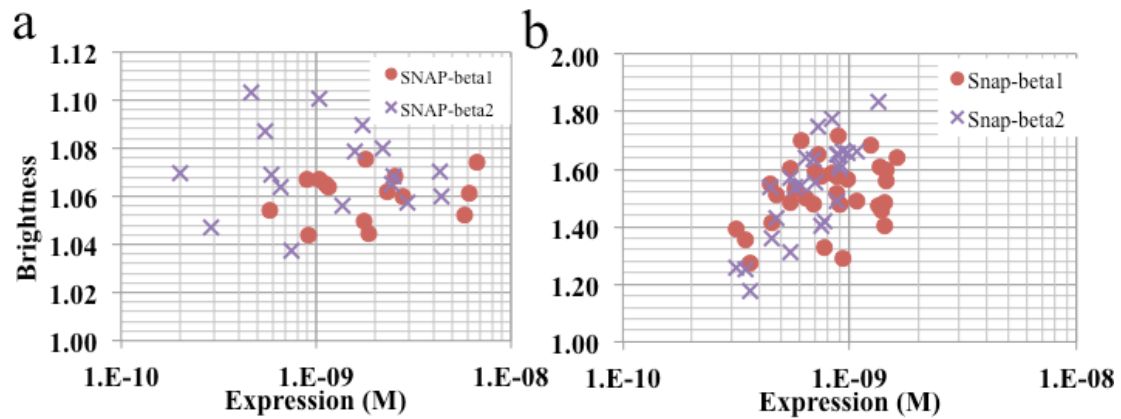 a
1.12
1.10
1.08
1.06
1.04
1.02
1.00
Brightness
SNAP-beta1
SNAP-beta2
1.E-10
1.E-09
1.E-08
Expression (M)
b
2.00
1.80
1.60
1.40
1.20
1.00
Snap-beta1
Snap-beta2
1.E-10
1.E-09
1.E-08
Expression (M)